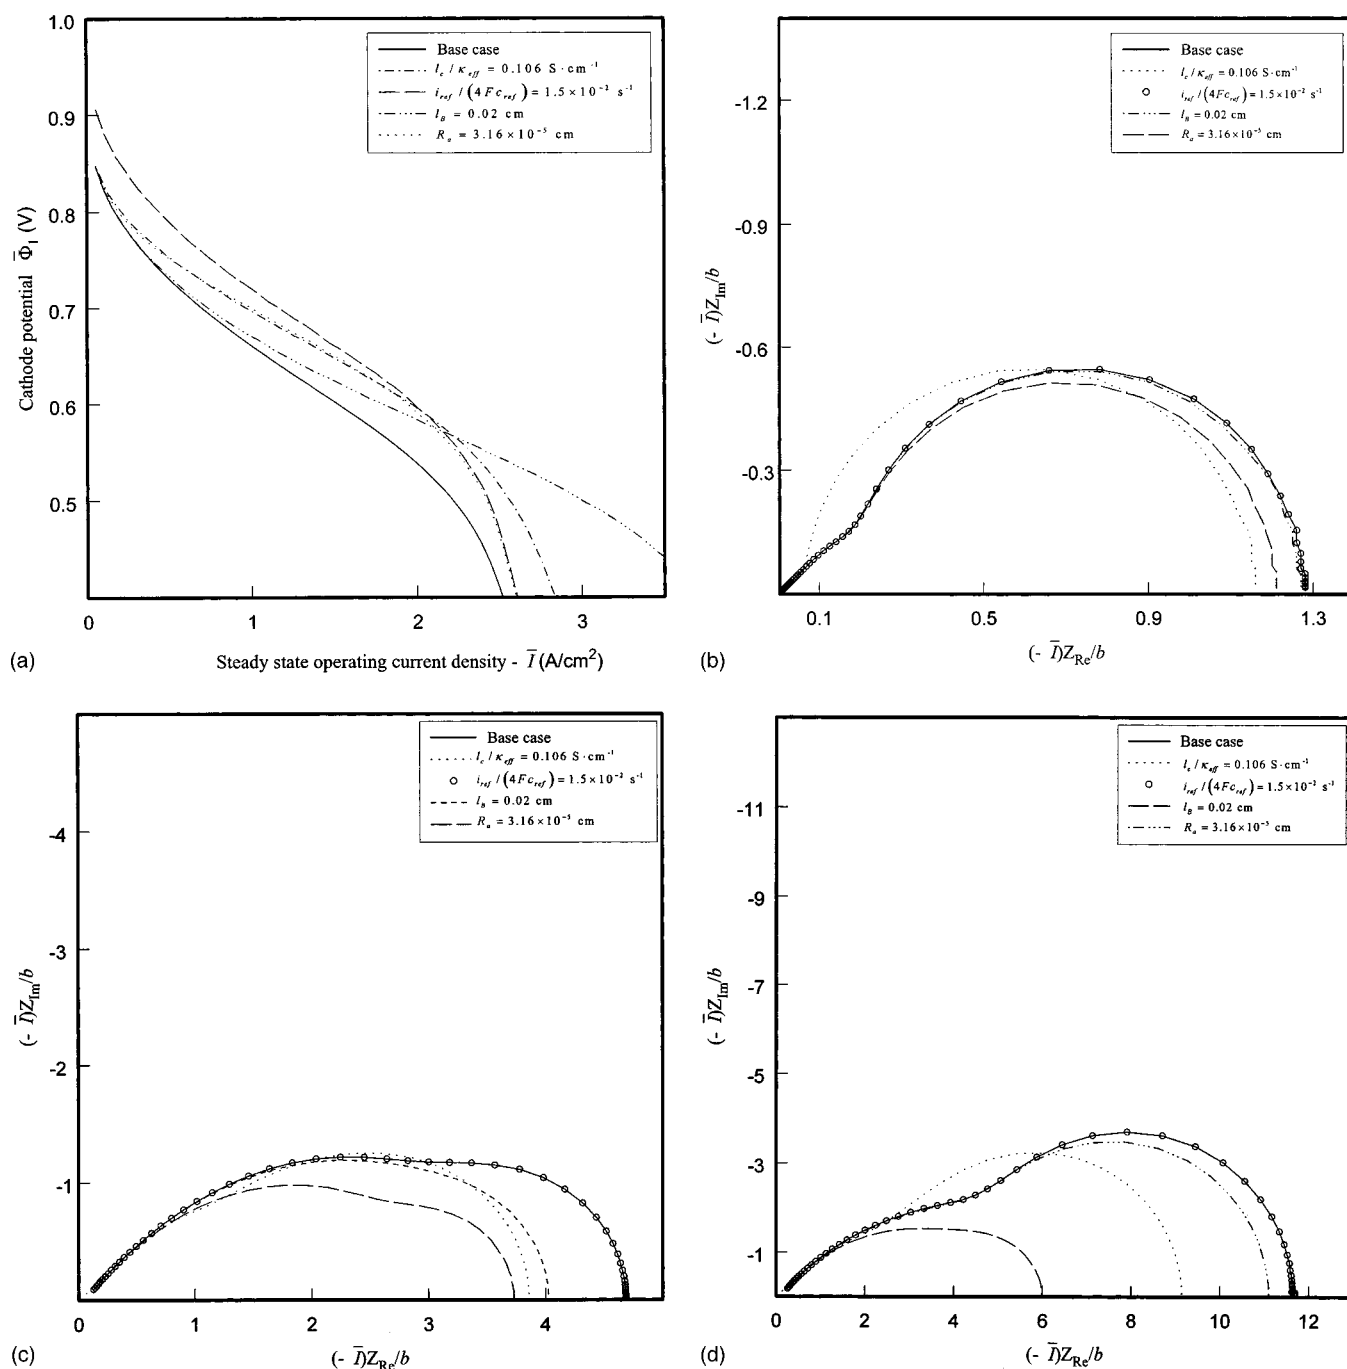 1.0
0.9
0.8
0.7
0.6
0.5
Cathode potential Φ̄₁ (V)
Base case
l_c / κ_eff = 0.106 S·cm⁻¹
i_ref / (4Fc_ref) = 1.5×10⁻² s⁻¹
l_B = 0.02 cm
R_a = 3.16×10⁻⁵ cm
0 1 2 3
(a)
Steady state operating current density - Ī (A/cm²)
-1.2
-0.9
-0.6
-0.3
(- Ī)Z_Im/b
Base case
l_c / κ_eff = 0.106 S·cm⁻¹
i_ref / (4Fc_ref) = 1.5×10⁻² s⁻¹
l_B = 0.02 cm
R_a = 3.16×10⁻⁵ cm
0.1 0.5 0.9 1.3
(b)
(- Ī)Z_Re/b
-4
-3
-2
-1
(- Ī)Z_Im/b
Base case
l_c / κ_eff = 0.106 S·cm⁻¹
i_ref / (4Fc_ref) = 1.5×10⁻² s⁻¹
l_B = 0.02 cm
R_a = 3.16×10⁻⁵ cm
0 1 2 3 4
(c)
(- Ī)Z_Re/b
-11
-9
-7
-5
-3
-1
(- Ī)Z_Im/b
Base case
l_c / κ_eff = 0.106 S·cm⁻¹
i_ref / (4Fc_ref) = 1.5×10⁻² s⁻¹
l_B = 0.02 cm
R_a = 3.16×10⁻⁵ cm
0 2 4 6 8 10 12
(d)
(- Ī)Z_Re/b